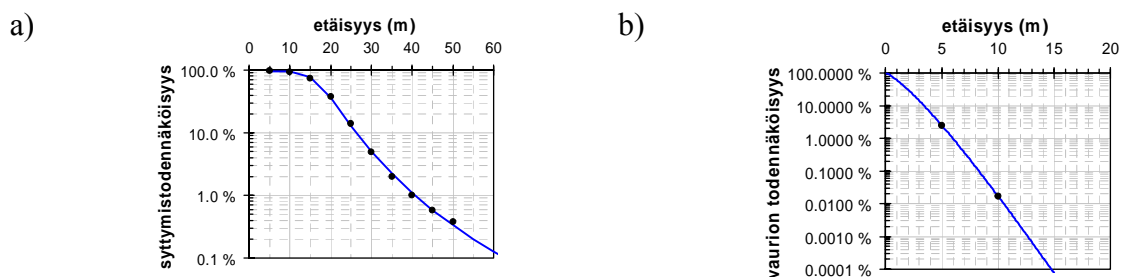 a)
etäisyys (m)
0 10 20 30 40 50 60
syttymistodennäköisyys
100.0 %
10.0 %
1.0 %
0.1 %
b)
etäisyys (m)
0 5 10 15 20
vaurion todennäköisyys
100.0000 %
10.0000 %
1.0000 %
0.1000 %
0.0100 %
0.0010 %
0.0001 %